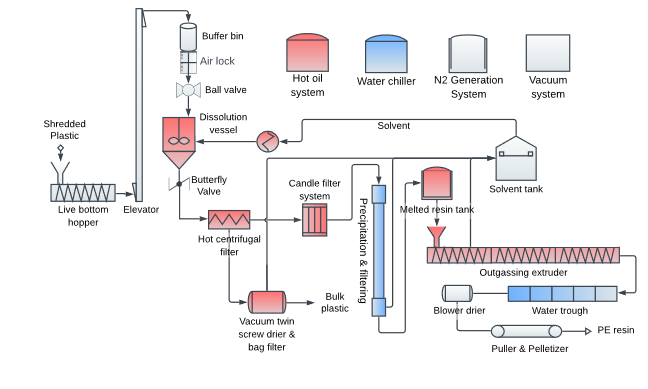 Buffer bin
Air lock
Ball valve
Hot oil
system
Water chiller
N2 Generation
System
Vacuum
system
Shredded
Plastic
Dissolution
vessel
Solvent
Solvent tank
Butterfly
Valve
Live bottom
hopper
Elevator
Candle filter
system
Melted resin tank
Hot centrifugal
filter
Precipitation & filtering
Outgassing extruder
Bulk
plastic
Blower drier
Water trough
Vacuum twin
screw drier &
bag filter
PE resin
Puller & Pelletizer